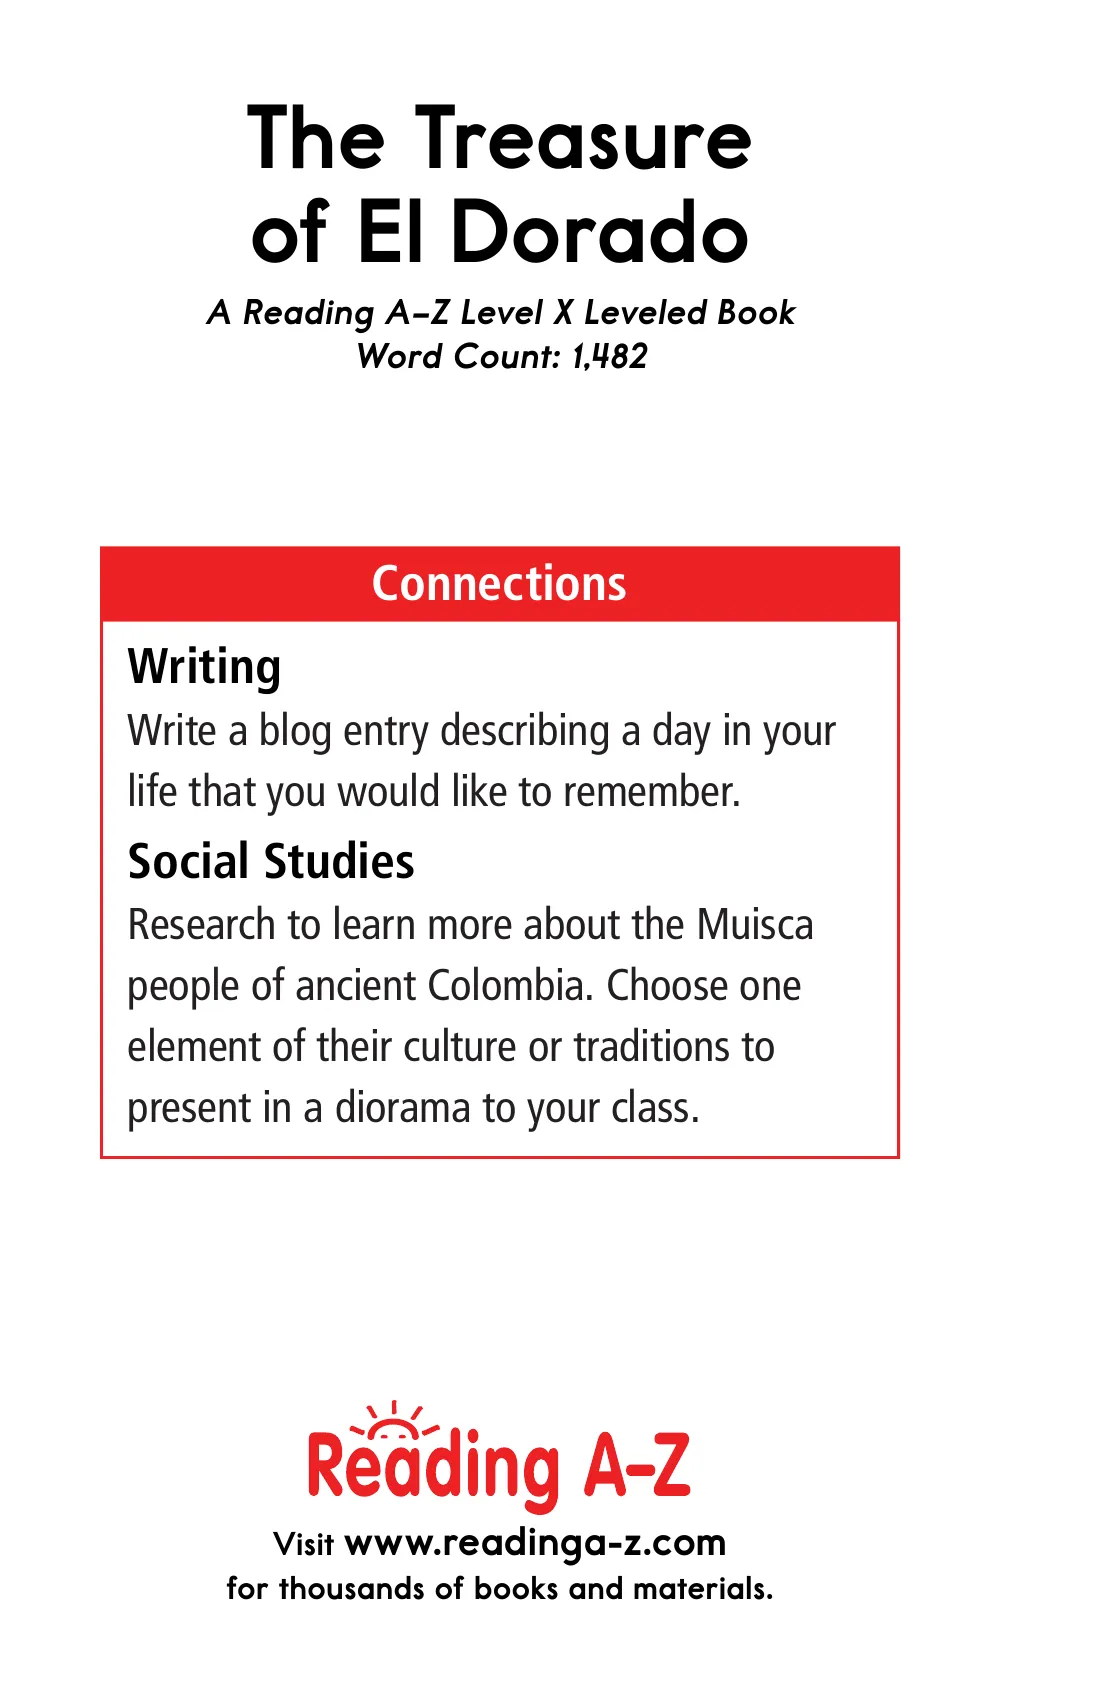 The Treasure
of El Dorado
A Reading A–Z Level X Leveled Book
Word Count: 1,482
Connections
Writing
Write a blog entry describing a day in your
life that you would like to remember.
Social Studies
Research to learn more about the Muisca
people of ancient Colombia. Choose one
element of their culture or traditions to
present in a diorama to your class.
Reading A–Z
Visit www.readinga-z.com
for thousands of books and materials.